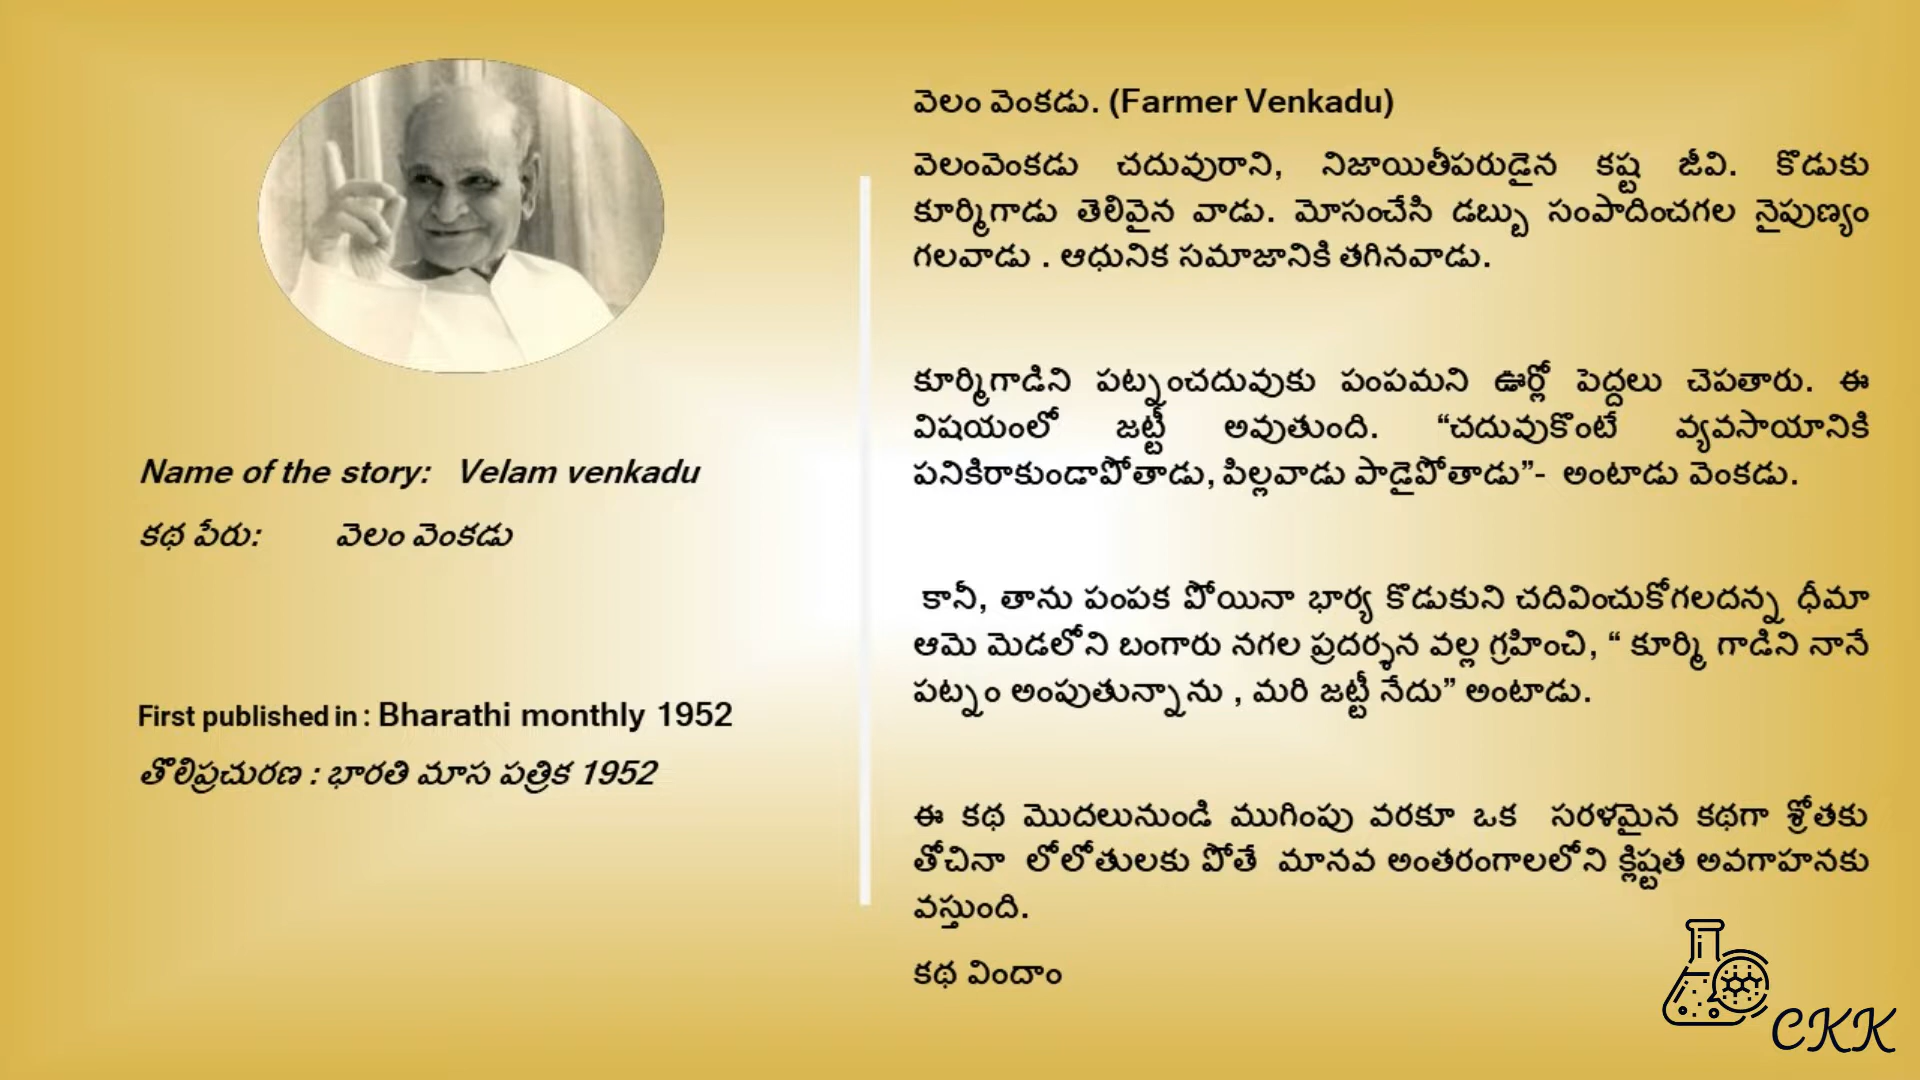 Name of the story: Velam venkadu
కథ పేరు: వెలం వెంకడు
First published in : Bharathi monthly 1952
తొలిప్రచురణ : భారతి మాస పత్రిక 1952
వెలం వెంకడు. (Farmer Venkadu)
వెలంవెంకడు చదువురాని, నిజాయితీపరుడైన కష్ట జీవి. కొడుకు
కూర్మిగాడు తెలివైన వాడు. మోసంచేసి డబ్బు సంపాదించగల నైపుణ్యం
గలవాడు . ఆధునిక సమాజానికి తగినవాడు.
కూర్మిగాడిని పట్నంచదువుకు పంపమని ఊర్లో పెద్దలు చెపతారు. ఈ
విషయంలో జట్టీ అవుతుంది. “చదువుకొంటే వ్యవసాయానికి
పనికిరాకుండాపోతాడు, పిల్లవాడు పాడైపోతాడు”- అంటాడు వెంకడు.
కానీ, తాను పంపక పోయినా భార్య కొడుకుని చదివించుకోగలదన్న ధీమా
ఆమె మెడలోని బంగారు నగల ప్రదర్శన వల్ల గ్రహించి, “ కూర్మి గాడిని నానే
పట్నం అంపుతున్నాను , మరి జట్టీ నేదు” అంటాడు.
ఈ కథ మొదలునుండి ముగింపు వరకూ ఒక సరళమైన కథగా శ్రోతకు
తోచినా లోలోతులకు పోతే మానవ అంతరంగాలలోని క్లిష్టత అవగాహనకు
వస్తుంది.
కథ విందాం
CKK